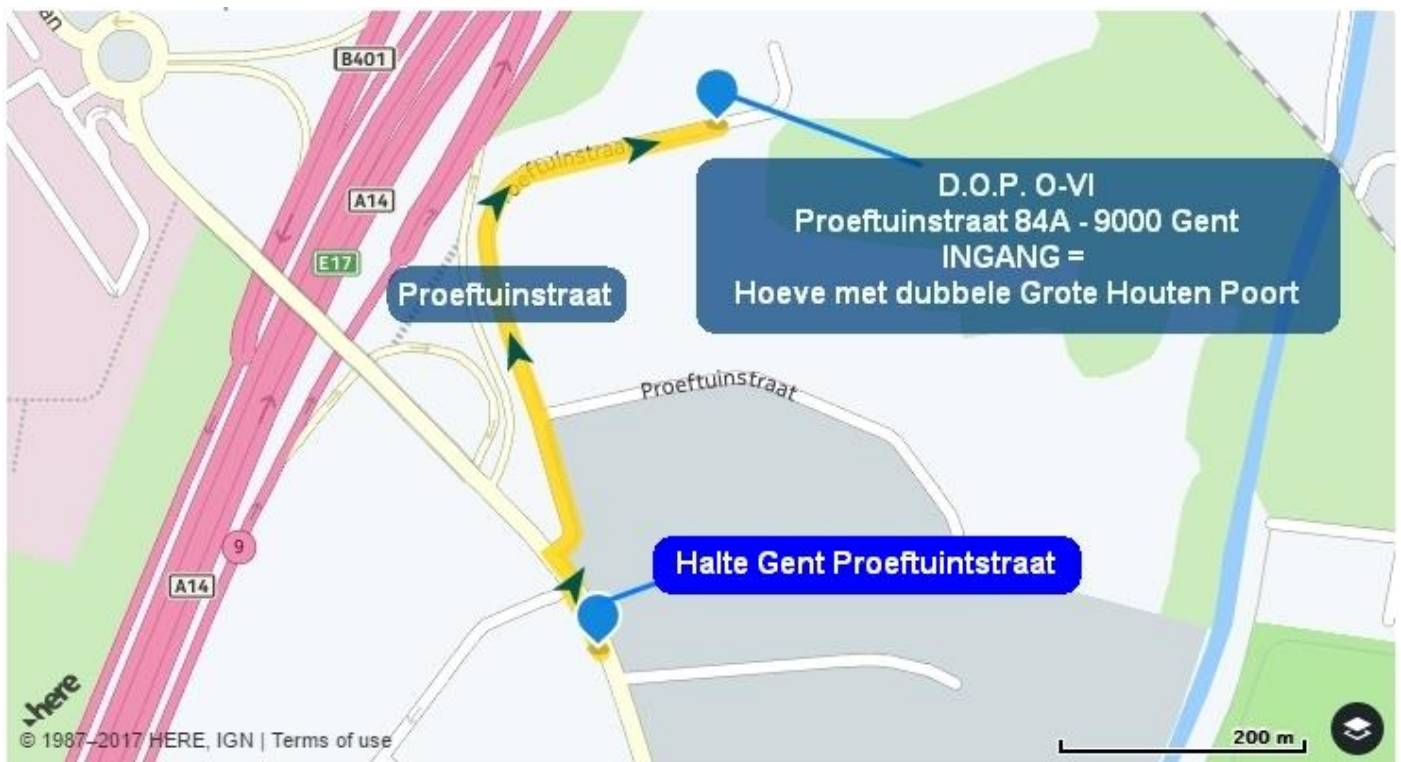 an
B401
A14
E17
Proeftuinstraat
D.O.P. O-VI
Proeftuinstraat 84A - 9000 Gent
INGANG =
Hoeve met dubbele Grote Houten Poort
Proeftuinstraat
Proeftuinstraat
Halte Gent Proeftuintstraat
9
A14
here
© 1987–2017 HERE, IGN | Terms of use
200 m